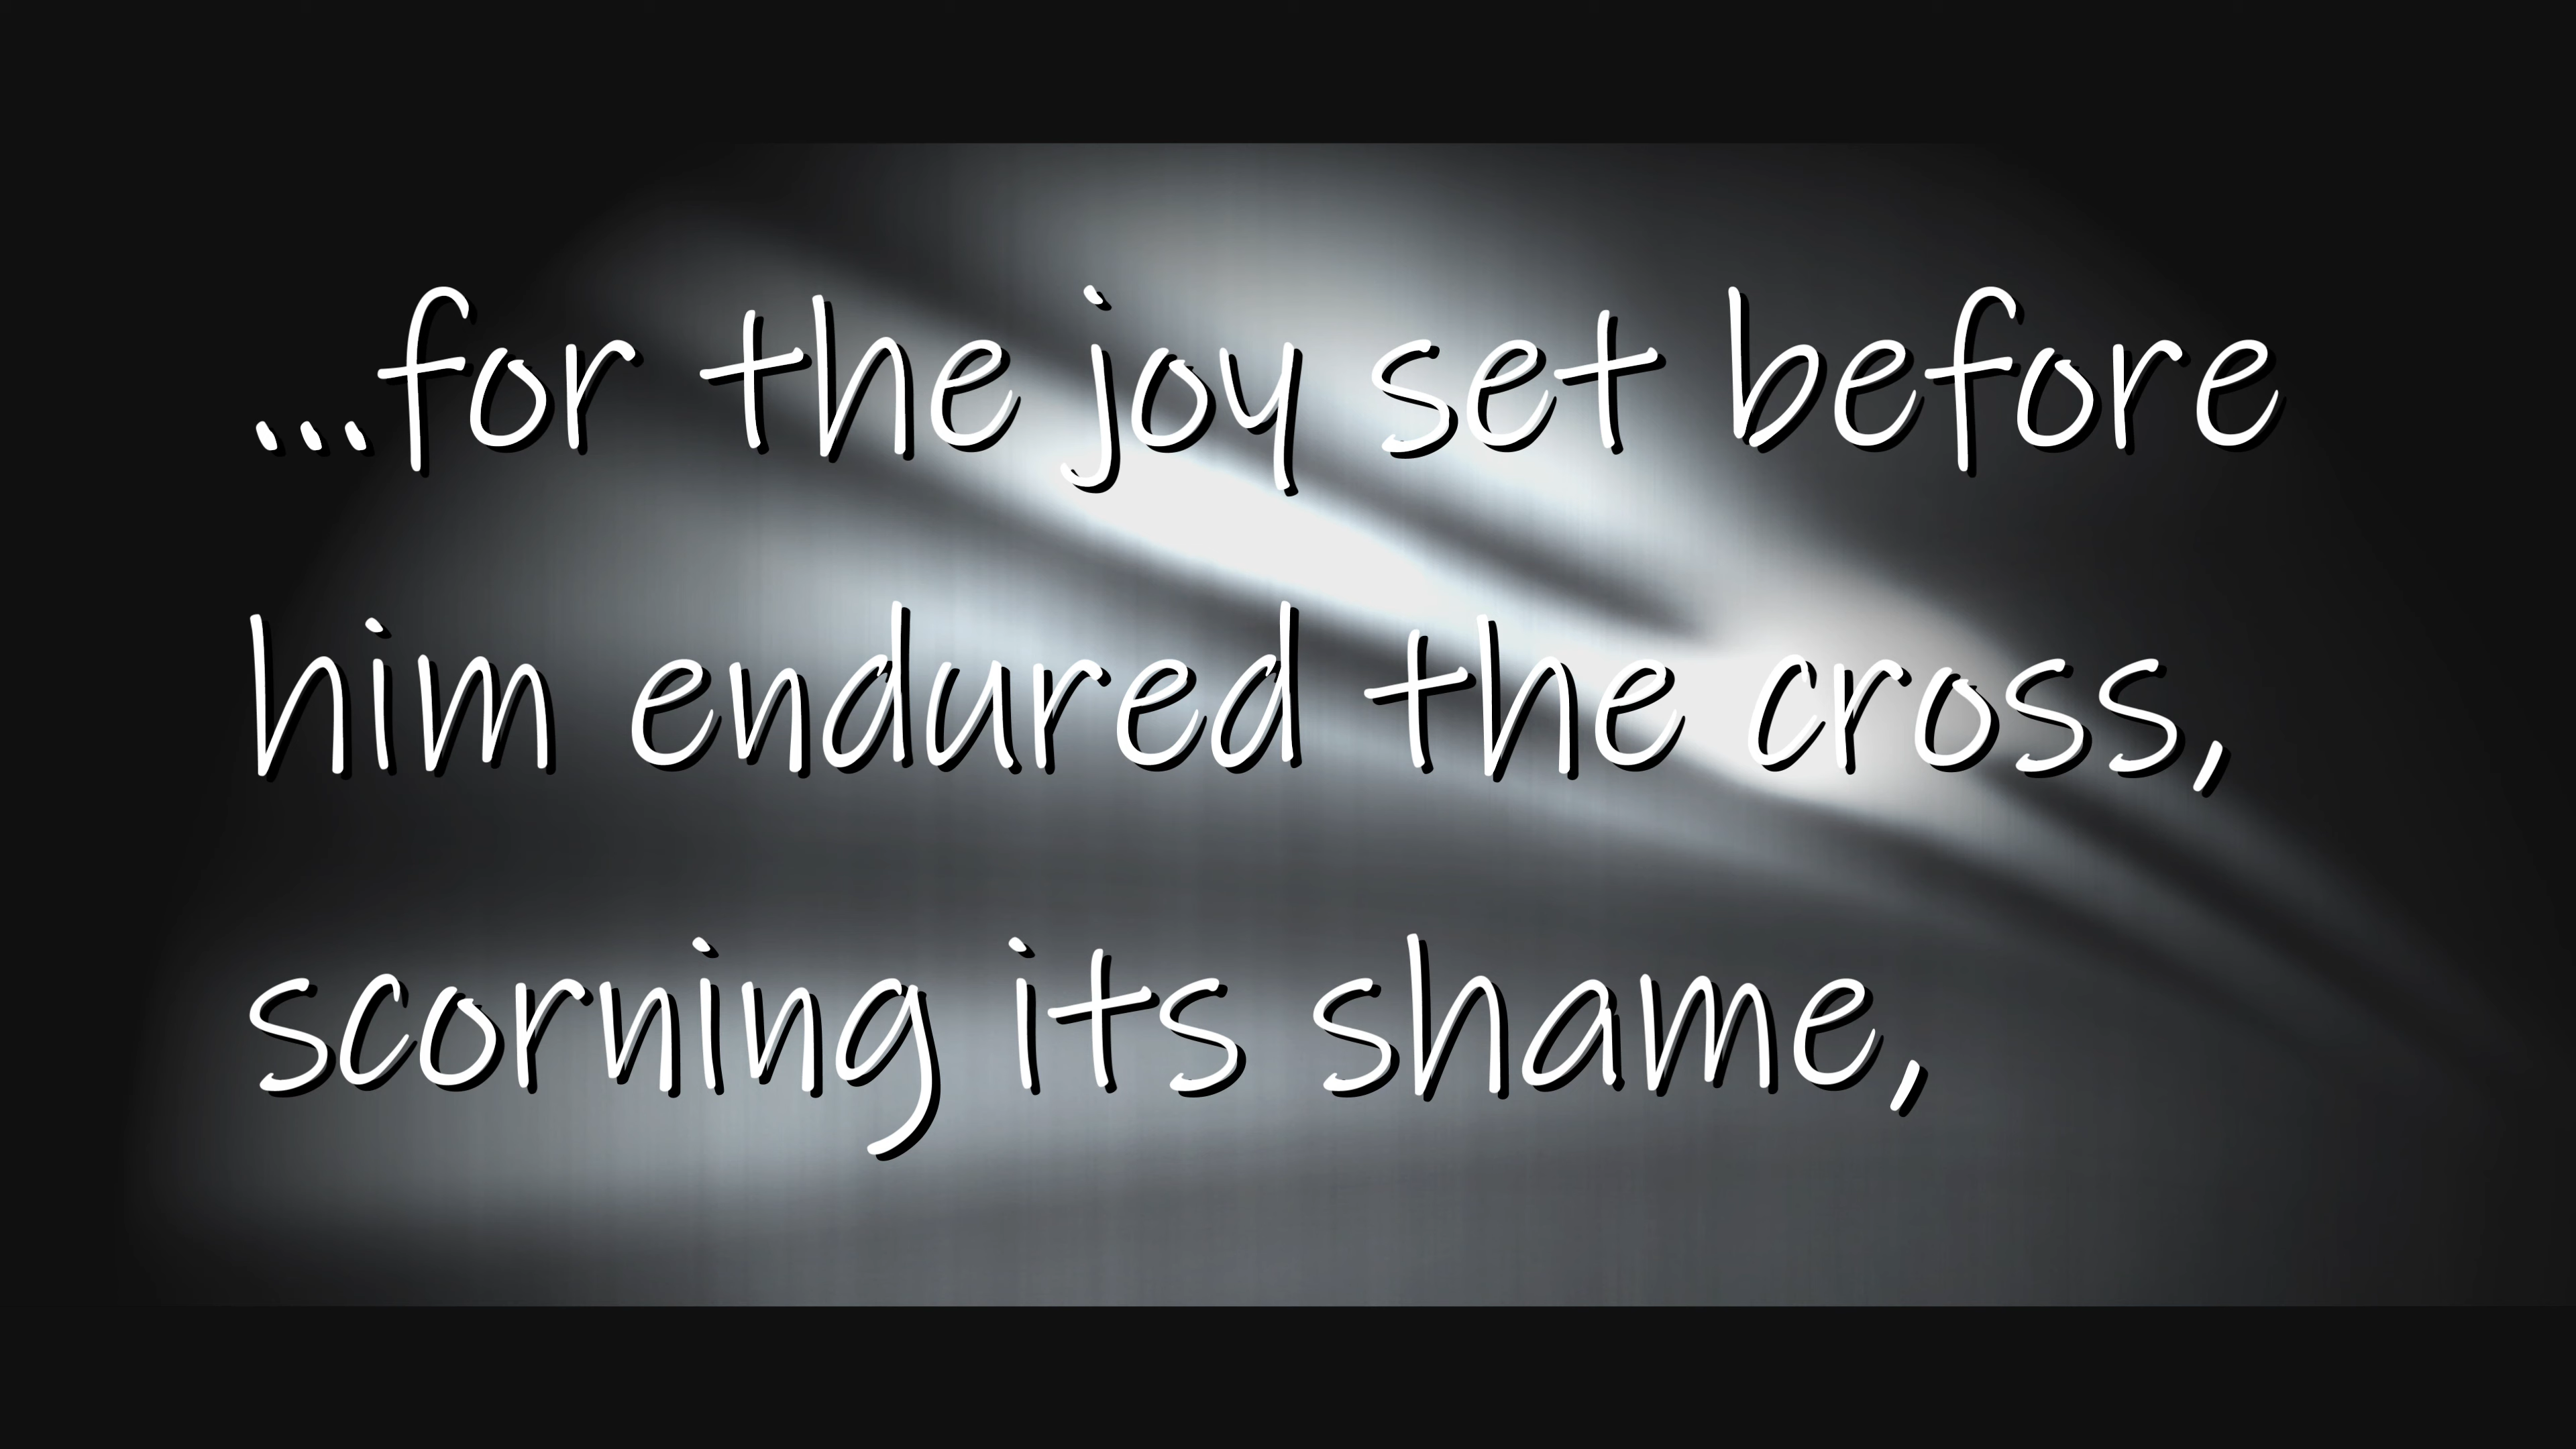 ...for the joy set before
him endured the cross,
scorning its shame,